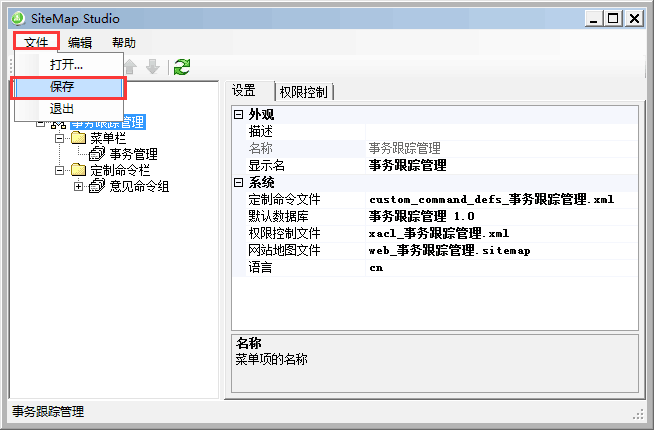 SiteMap Studio
文件 编辑 帮助
打开...
保存
退出
事务跟踪管理
菜单栏
事务管理
定制命令栏
意见命令组
设置 权限控制
外观
描述
名称 事务跟踪管理
显示名 事务跟踪管理
系统
定制命令文件 custom_command_defs_事务跟踪管理.xml
默认数据库 事务跟踪管理 1.0
权限控制文件 xacl_事务跟踪管理.xml
网站地图文件 web_事务跟踪管理.sitemap
语言 cn
名称
菜单项的名称
事务跟踪管理